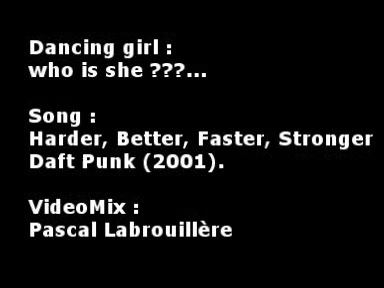 Dancing girl :
who is she ???...
Song :
Harder, Better, Faster, Stronger
Daft Punk (2001).
VideoMix :
Pascal Labrouillère